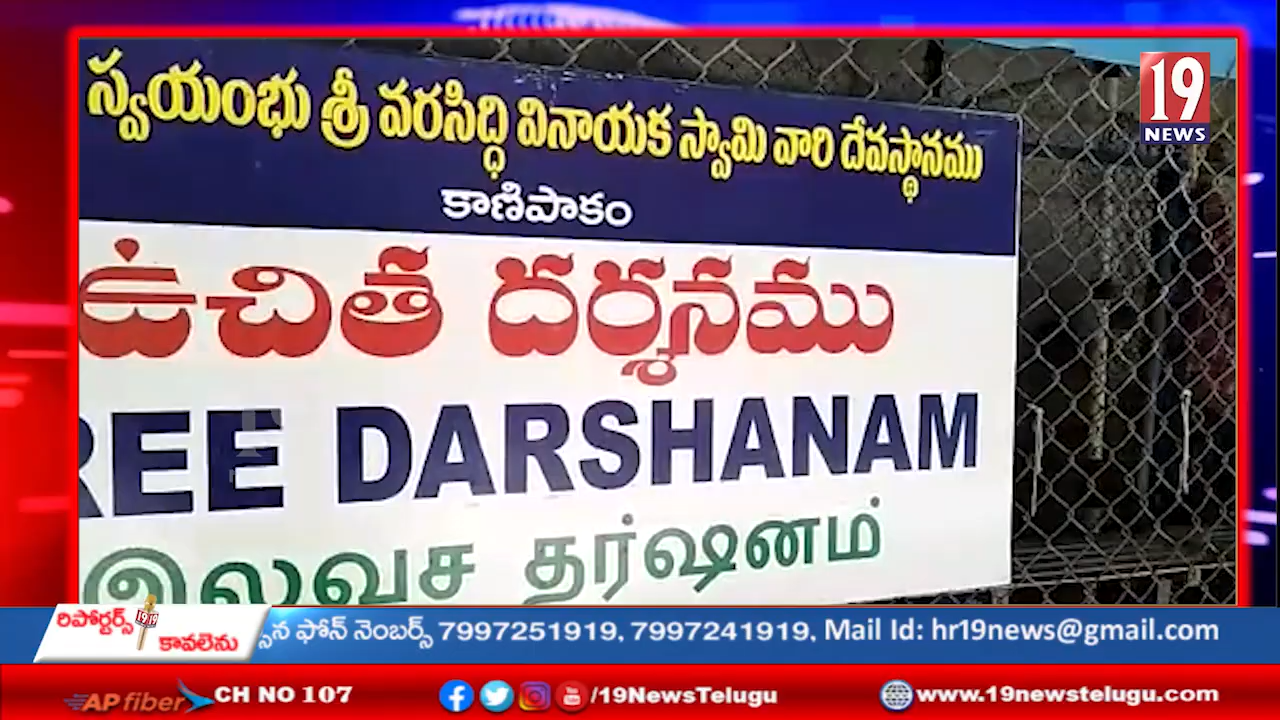 స్వయంభు శ్రీ వరసిద్ధి వినాయక స్వామి వారి దేవస్థానము
కాణిపాకం
ఉచిత దర్శనము
REE DARSHANAM
இலவச தர்ஷனம்
19
NEWS
రిపోర్టర్స్
కావలెను
ఫోన్ నెంబర్స్ 7997251919, 7997241919, Mail Id: hr19news@gmail.com
AP fiber CH NO 107 /19NewsTelugu www.19newstelugu.com